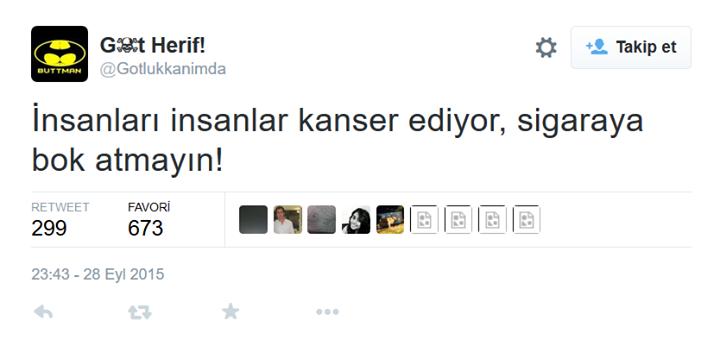 BUTTMAN
G☠t Herif!
@Gotlukkanimda
Takip et
İnsanları insanlar kanser ediyor, sigaraya
bok atmayın!
RETWEET
299
FAVORİ
673
23:43 - 28 Eyl 2015